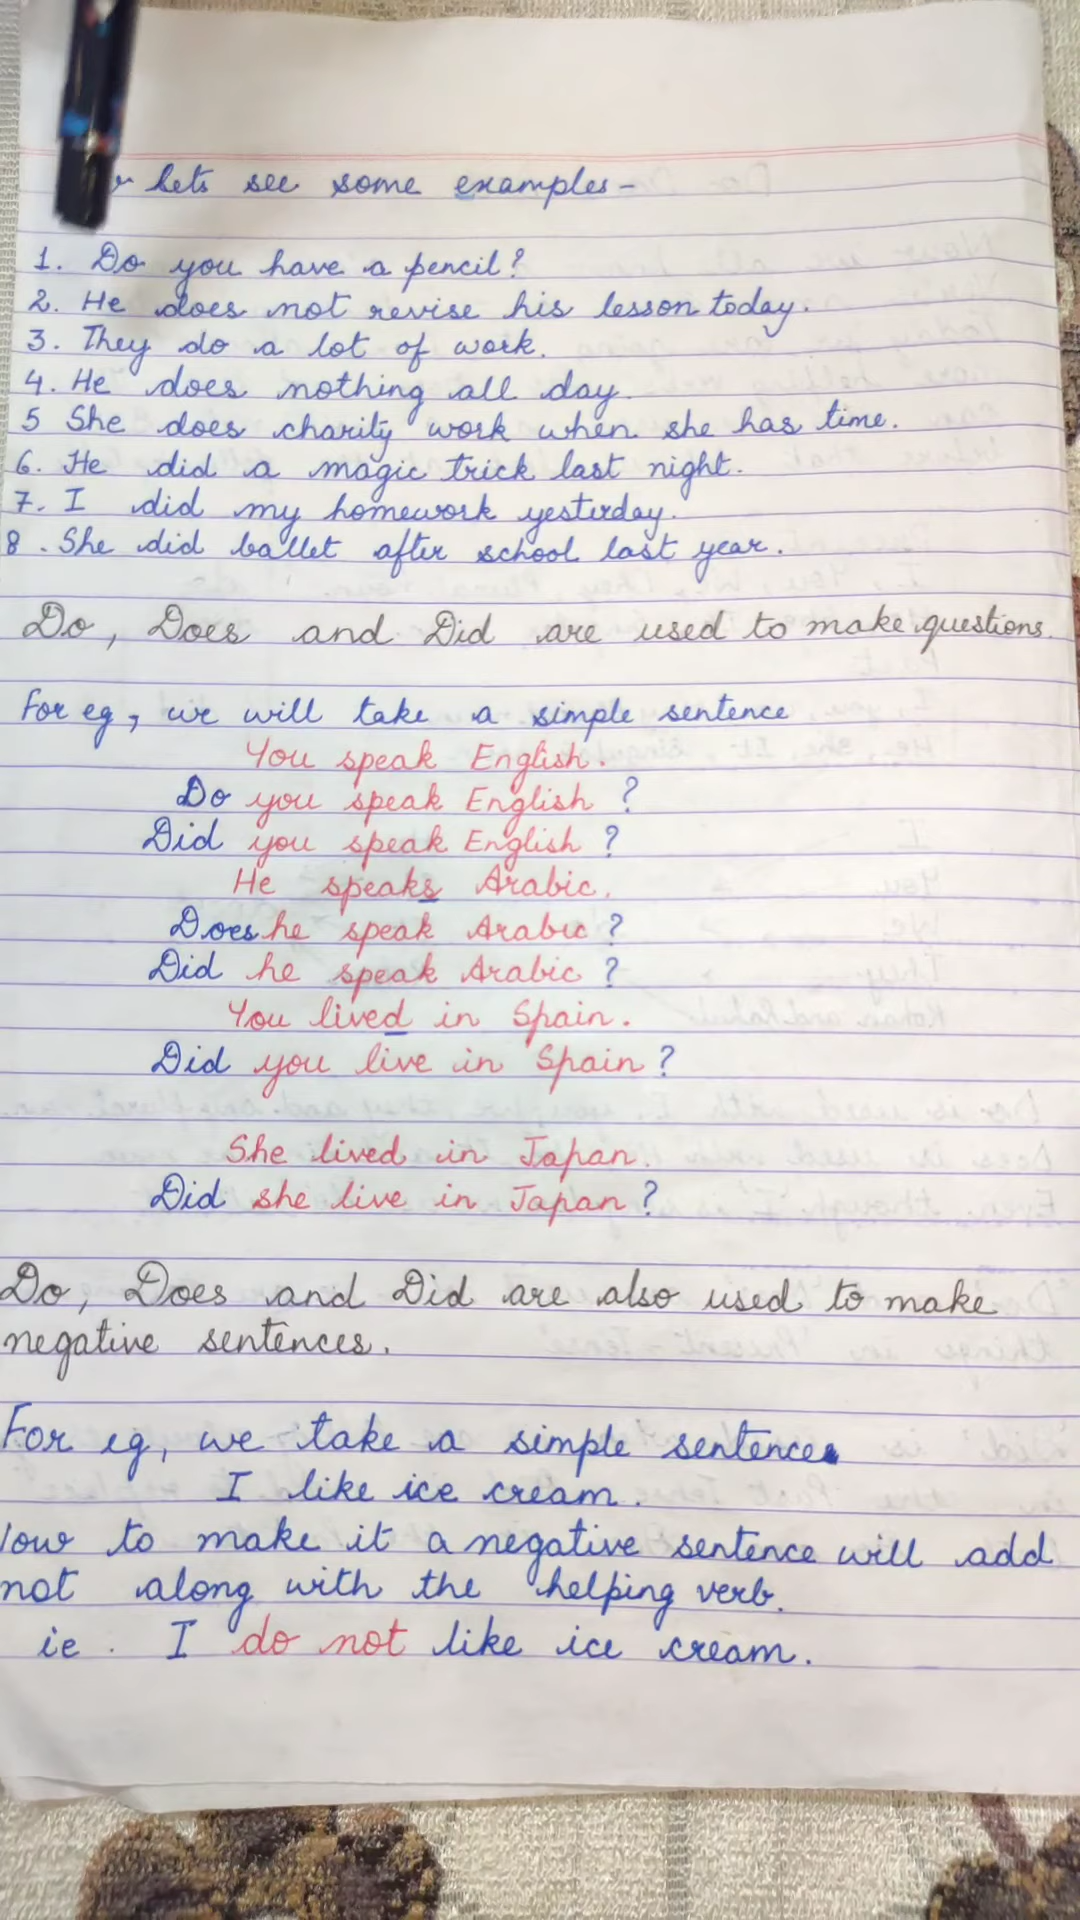 lets see some examples-
1. Do you have a pencil?
2. He does not revise his lesson today.
3. They do a lot of work.
4. He does nothing all day.
5 She does charity work when she has time.
6. He did a magic trick last night.
7. I did my homework yesterday.
8. She did ballet after school last year.
Do, Does and Did are used to make questions.
For eg, we will take a simple sentence
You speak English.
Do you speak English?
Did you speak English?
He speaks Arabic.
Does he speak Arabic?
Did he speak Arabic?
You lived in Spain.
Did you live in Spain?
She lived in Japan.
Did she live in Japan?
Do, Does and Did are also used to make
negative sentences.
For eg, we take a simple sentence.
I like ice cream.
to make it a negative sentence will add
not along with the helping verb.
ie. I do not like ice cream.